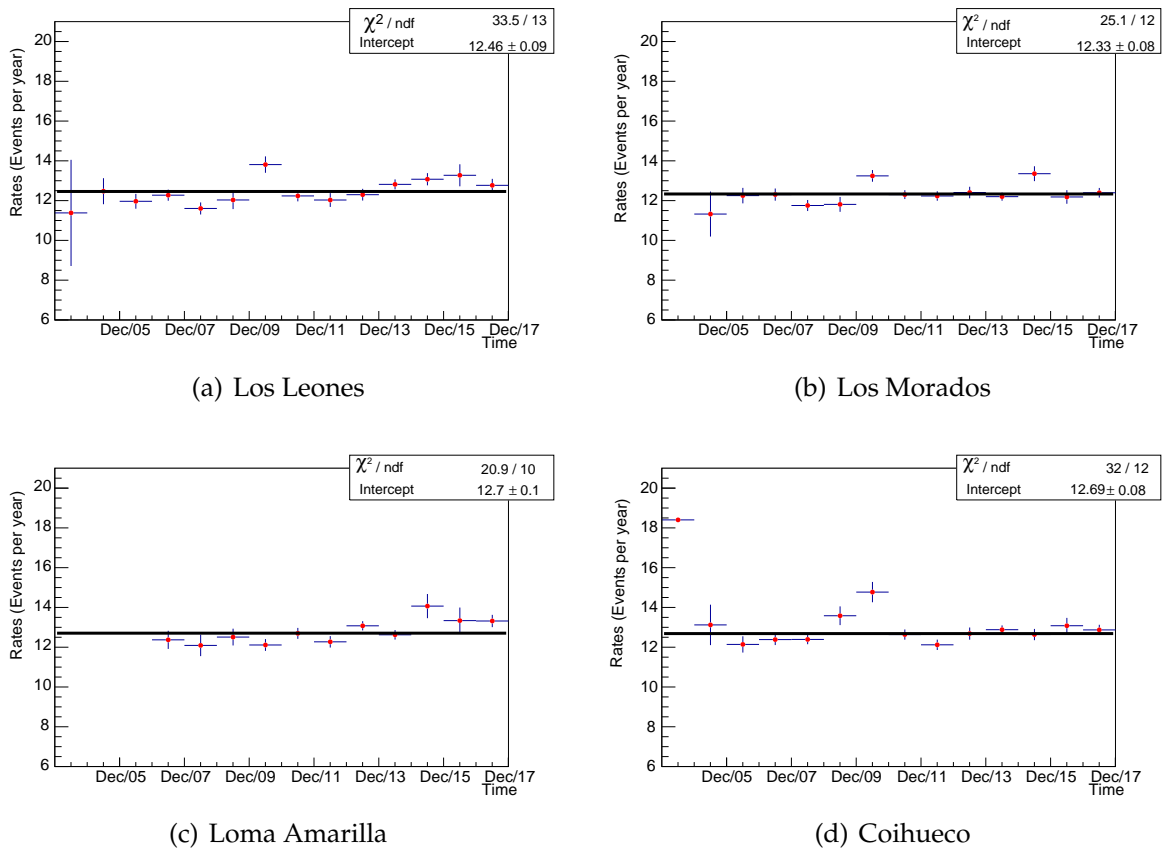 χ² / ndf 33.5 / 13
Intercept 12.46 ± 0.09
Rates (Events per year)
20
18
16
14
12
10
8
6
Dec/05 Dec/07 Dec/09 Dec/11 Dec/13 Dec/15 Dec/17
Time
(a) Los Leones
χ² / ndf 25.1 / 12
Intercept 12.33 ± 0.08
Rates (Events per year)
20
18
16
14
12
10
8
6
Dec/05 Dec/07 Dec/09 Dec/11 Dec/13 Dec/15 Dec/17
Time
(b) Los Morados
χ² / ndf 20.9 / 10
Intercept 12.7 ± 0.1
Rates (Events per year)
20
18
16
14
12
10
8
6
Dec/05 Dec/07 Dec/09 Dec/11 Dec/13 Dec/15 Dec/17
Time
(c) Loma Amarilla
χ² / ndf 32 / 12
Intercept 12.69 ± 0.08
Rates (Events per year)
20
18
16
14
12
10
8
6
Dec/05 Dec/07 Dec/09 Dec/11 Dec/13 Dec/15 Dec/17
Time
(d) Coihueco